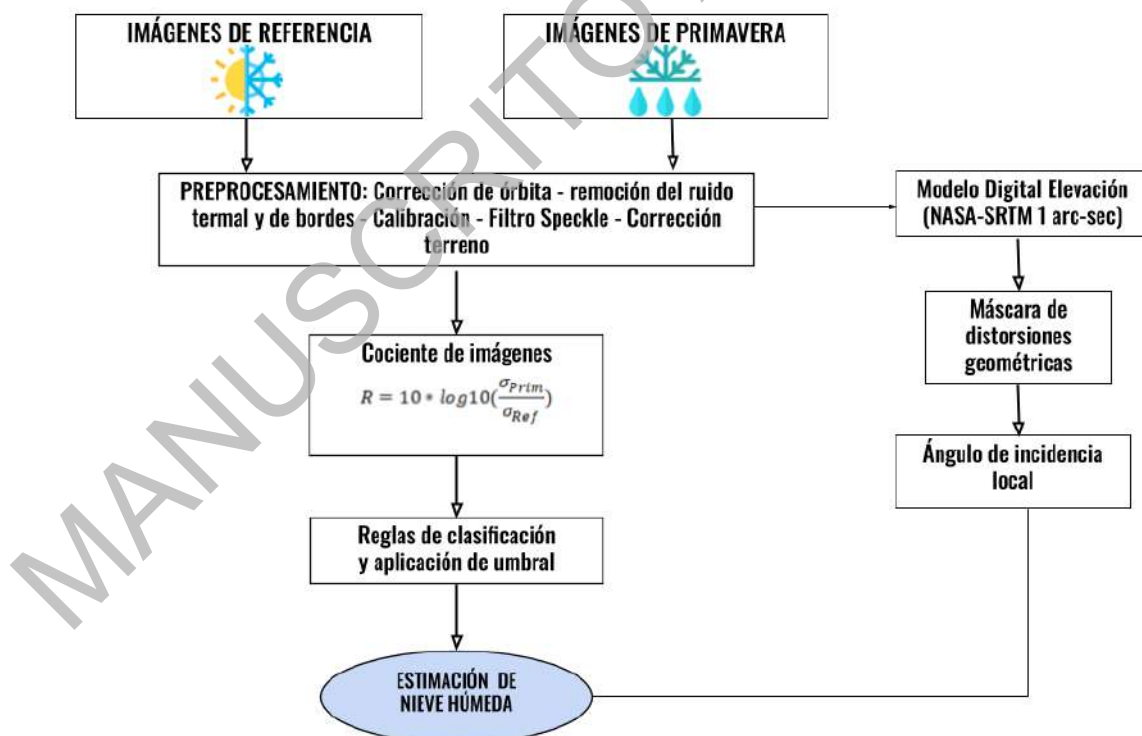 IMÁGENES DE REFERENCIA
IMÁGENES DE PRIMAVERA
PREPROCESAMIENTO: Corrección de órbita - remoción del ruido
termal y de bordes - Calibración - Filtro Speckle - Corrección
terreno
Modelo Digital Elevación
(NASA-SRTM 1 arc-sec)
Máscara de
distorsiones
geométricas
Cociente de imágenes
R = 10 * log10(σPrim/σRef)
Ángulo de incidencia
local
Reglas de clasificación
y aplicación de umbral
ESTIMACIÓN DE
NIEVE HÚMEDA
MANUSCRITO